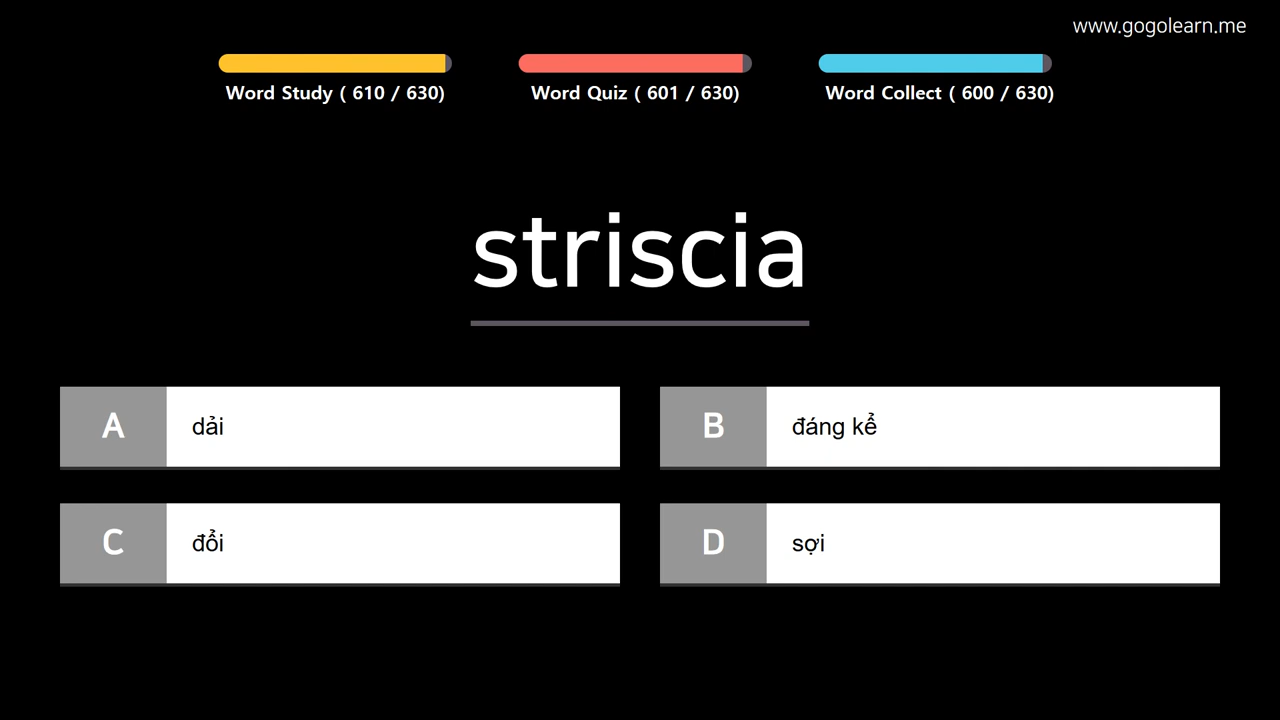 www.gogolearn.me
Word Study ( 610 / 630)
Word Quiz ( 601 / 630)
Word Collect ( 600 / 630)
striscia
A dải
B đáng kể
C đổi
D sợi